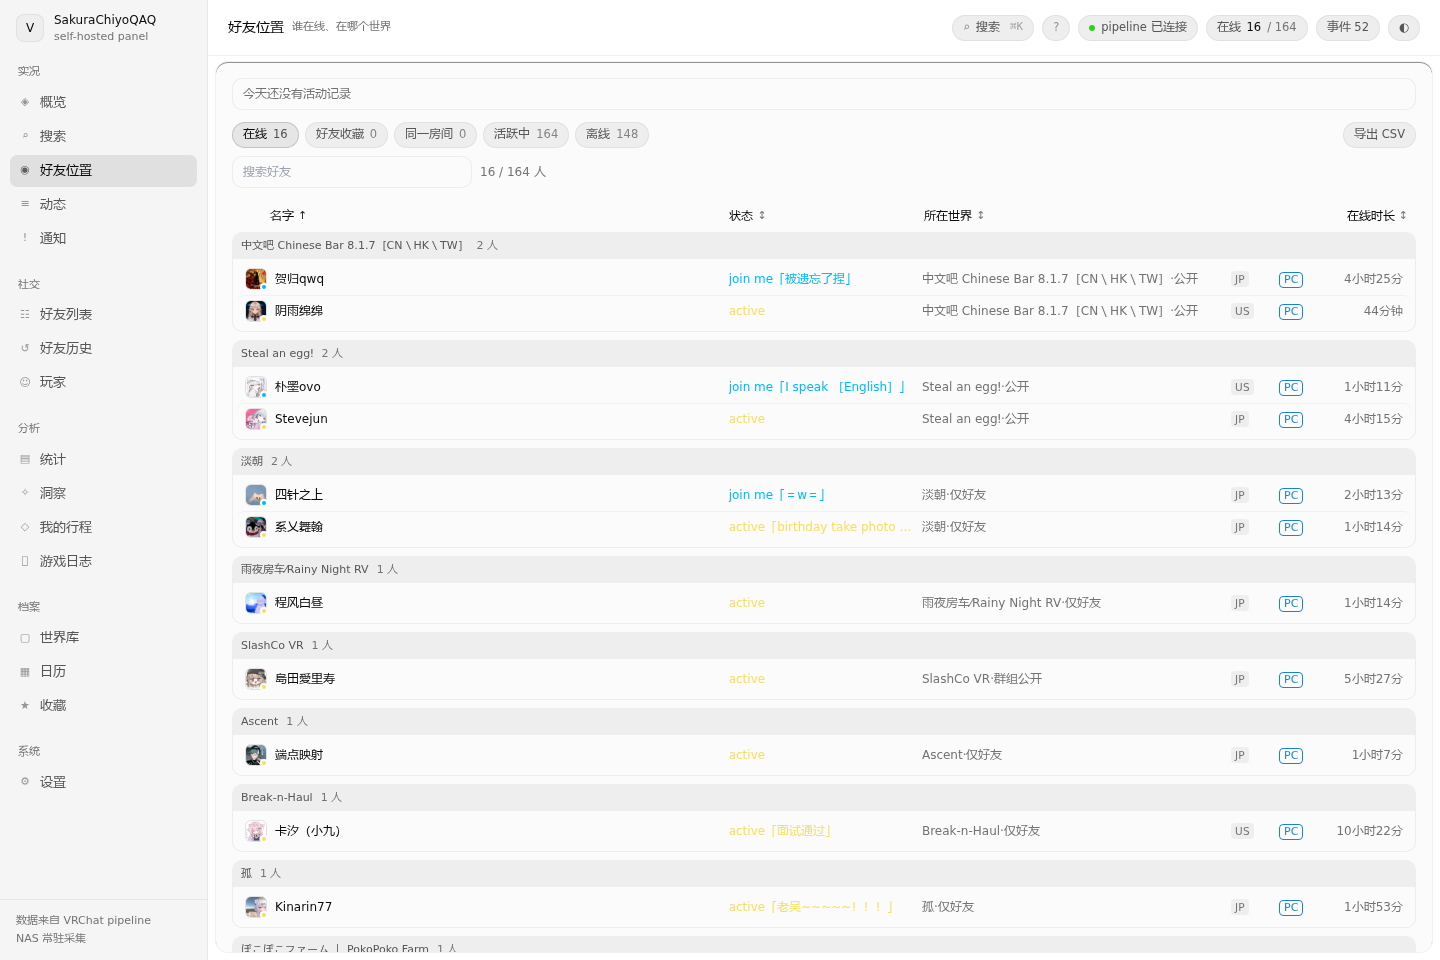 V SakuraChiyoQAQ
self-hosted panel
实况
概览
搜索
好友位置
动态
通知
社交
好友列表
好友历史
玩家
分析
统计
洞察
我的行程
游戏日志
档案
世界库
日历
收藏
系统
设置
数据来自 VRChat pipeline
NAS 常驻采集
好友位置 谁在线、在哪个世界
搜索 ⌘K ? pipeline 已连接 在线 16 / 164 事件 52
今天还没有活动记录
在线 16 好友收藏 0 同一房间 0 活跃中 164 离线 148 导出 CSV
搜索好友 16 / 164 人
名字 ↑ 状态 ↕ 所在世界 ↕ 在线时长 ↕
中文吧 Chinese Bar 8.1.7［CN \ HK \ TW］ 2 人
贺归qwq join me「被遗忘了捏」 中文吧 Chinese Bar 8.1.7［CN \ HK \ TW］·公开 JP PC 4小时25分
阴雨绵绵 active 中文吧 Chinese Bar 8.1.7［CN \ HK \ TW］·公开 US PC 44分钟
Steal an egg! 2 人
朴墨ovo join me「I speak ［English］」 Steal an egg!·公开 US PC 1小时11分
Stevejun active Steal an egg!·公开 JP PC 4小时15分
淡朝 2 人
四针之上 join me「 = w = 」 淡朝·仅好友 JP PC 2小时13分
系乂舞翰 active「birthday take photo ... 淡朝·仅好友 JP PC 1小时14分
雨夜房车⁄Rainy Night RV 1 人
程风白昼 active 雨夜房车⁄Rainy Night RV·仅好友 JP PC 1小时14分
SlashCo VR 1 人
島田愛里寿 active SlashCo VR·群组公开 JP PC 5小时27分
Ascent 1 人
端点映射 active Ascent·仅好友 JP PC 1小时7分
Break-n-Haul 1 人
卡汐（小九） active「面试通过」 Break-n-Haul·仅好友 US PC 10小时22分
孤 1 人
Kinarin77 active「老吴~~~~~！！！」 孤·仅好友 JP PC 1小时53分
ぽこぽこファーム ｜ PokoPoko Farm 1 人